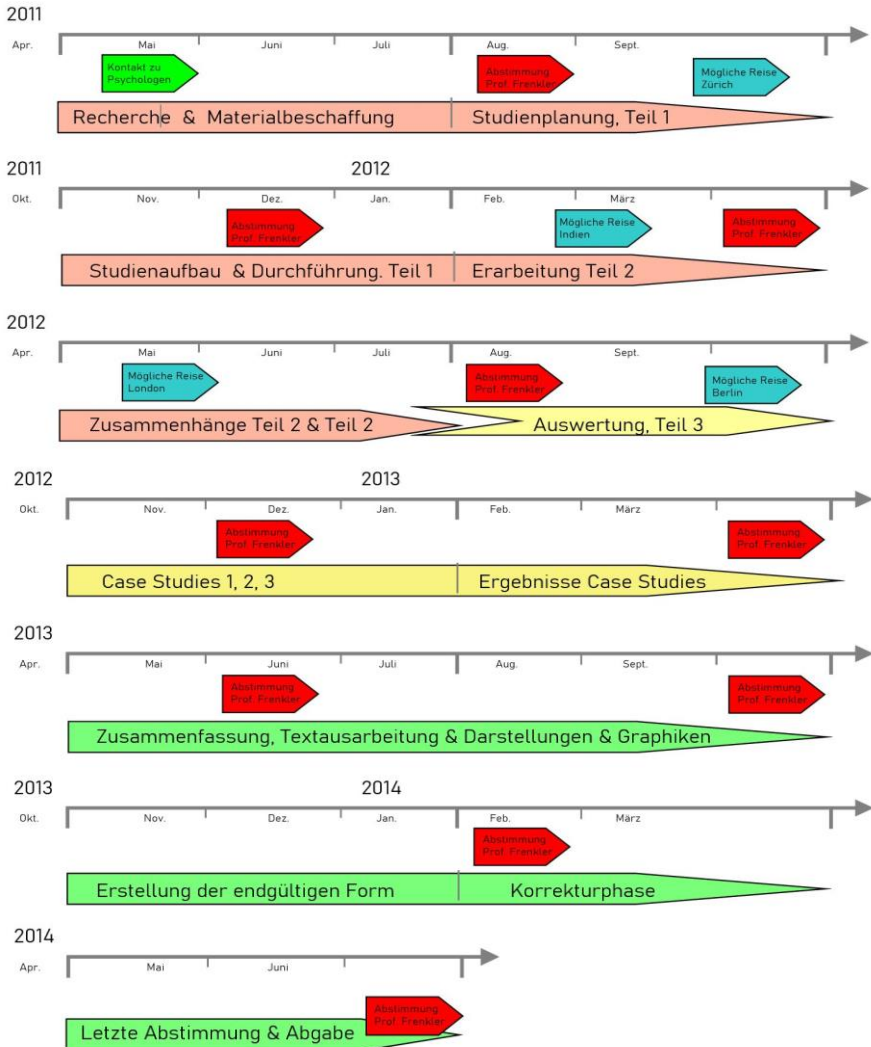 2011
Apr. Mai Juni Juli Aug. Sept.
Kontakt zu
Psychologen
Abstimmung
Prof. Frenkler
Mögliche Reise
Zürich
Recherche & Materialbeschaffung
Studienplanung, Teil 1
2011 2012
Okt. Nov. Dez. Jan. Feb. März
Abstimmung
Prof. Frenkler
Mögliche Reise
Indien
Abstimmung
Prof. Frenkler
Studienaufbau & Durchführung. Teil 1
Erarbeitung Teil 2
2012
Apr. Mai Juni Juli Aug. Sept.
Mögliche Reise
London
Abstimmung
Prof. Frenkler
Mögliche Reise
Berlin
Zusammenhänge Teil 2 & Teil 2
Auswertung, Teil 3
2012 2013
Okt. Nov. Dez. Jan. Feb. März
Abstimmung
Prof. Frenkler
Abstimmung
Prof. Frenkler
Case Studies 1, 2, 3
Ergebnisse Case Studies
2013
Apr. Mai Juni Juli Aug. Sept.
Abstimmung
Prof. Frenkler
Abstimmung
Prof. Frenkler
Zusammenfassung, Textausarbeitung & Darstellungen & Graphiken
2013 2014
Okt. Nov. Dez. Jan. Feb. März
Abstimmung
Prof. Frenkler
Erstellung der endgültigen Form
Korrekturphase
2014
Apr. Mai Juni
Abstimmung
Prof. Frenkler
Letzte Abstimmung & Abgabe